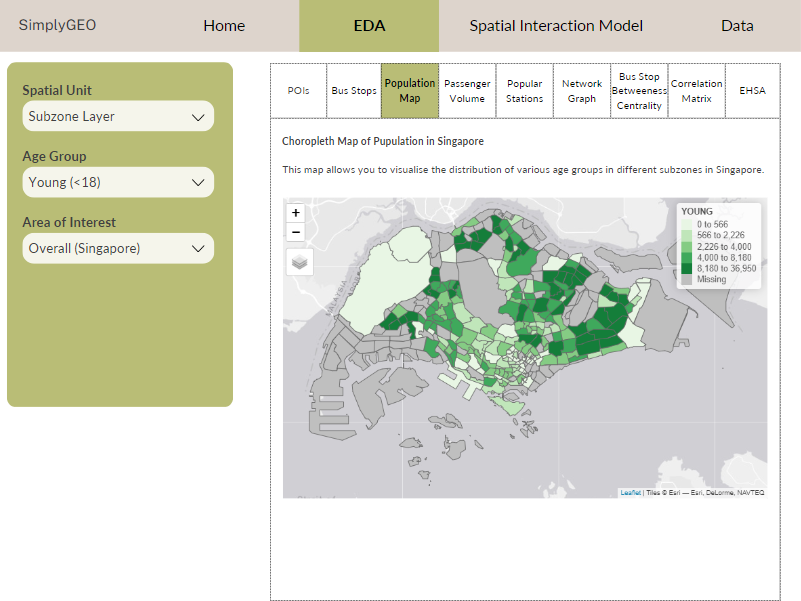 SimplyGEO
Home
EDA
Spatial Interaction Model
Data
Spatial Unit
Subzone Layer
Age Group
Young (<18)
Area of Interest
Overall (Singapore)
POIs
Bus Stops
Population
Map
Passenger
Volume
Popular
Stations
Network
Graph
Bus Stop
Betweeness
Centrality
Correlation
Matrix
EHSA
Choropleth Map of Pupulation in Singapore
This map allows you to visualise the distribution of various age groups in different subzones in Singapore.
+
−
YOUNG
0 to 566
566 to 2,226
2,226 to 4,000
4,000 to 8,180
8,180 to 36,950
Missing
Leaflet | Tiles © Esri — Esri, DeLorme, NAVTEQ